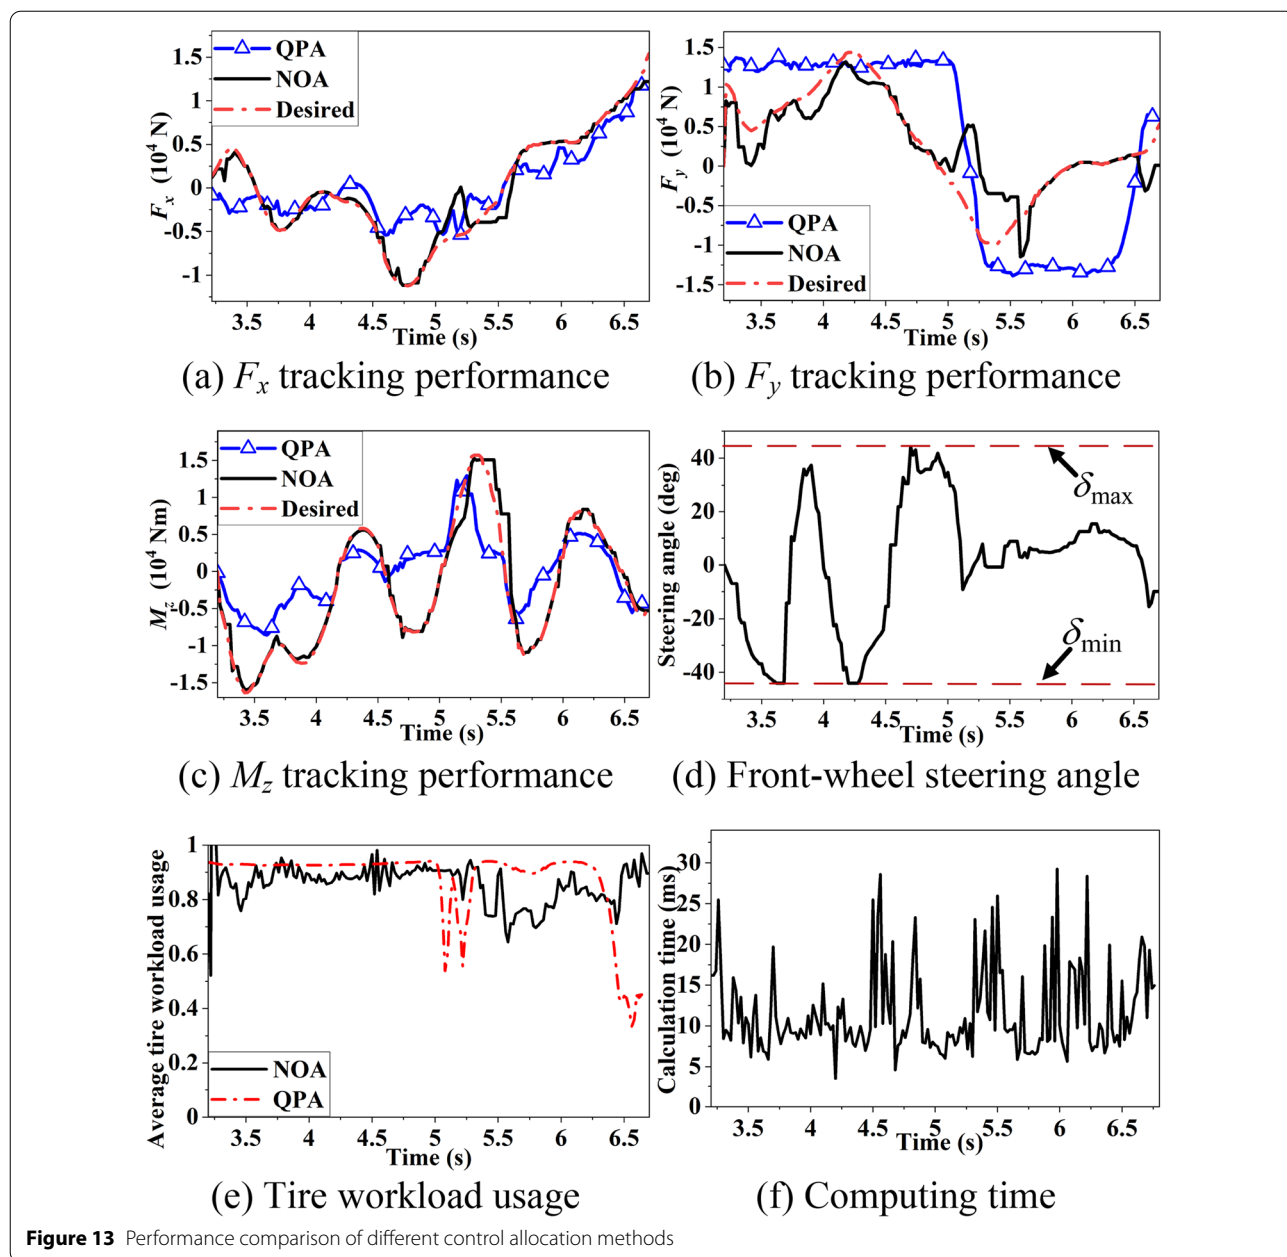 1.5
1
0.5
0
-0.5
-1
Fx (10^4 N)
QPA
NOA
Desired
3.5 4 4.5 5 5.5 6 6.5
Time (s)
(a) Fx tracking performance
1.5
1
0.5
0
-0.5
-1
-1.5
Fy (10^4 N)
QPA
NOA
Desired
3.5 4 4.5 5 5.5 6 6.5
Time (s)
(b) Fy tracking performance
1.5
1
0.5
0
-0.5
-1
-1.5
Mz (10^4 Nm)
QPA
NOA
Desired
3.5 4 4.5 5 5.5 6 6.5
Time (s)
(c) Mz tracking performance
40
20
0
-20
-40
Steering angle (deg)
δmax
δmin
3.5 4 4.5 5 5.5 6 6.5
Time (s)
(d) Front-wheel steering angle
1
0.8
0.6
0.4
0.2
0
Average tire workload usage
NOA
QPA
3.5 4 4.5 5 5.5 6 6.5
Time (s)
(e) Tire workload usage
30
25
20
15
10
5
0
Calculation time (ms)
3.5 4 4.5 5 5.5 6 6.5
Time (s)
(f) Computing time
Figure 13 Performance comparison of different control allocation methods